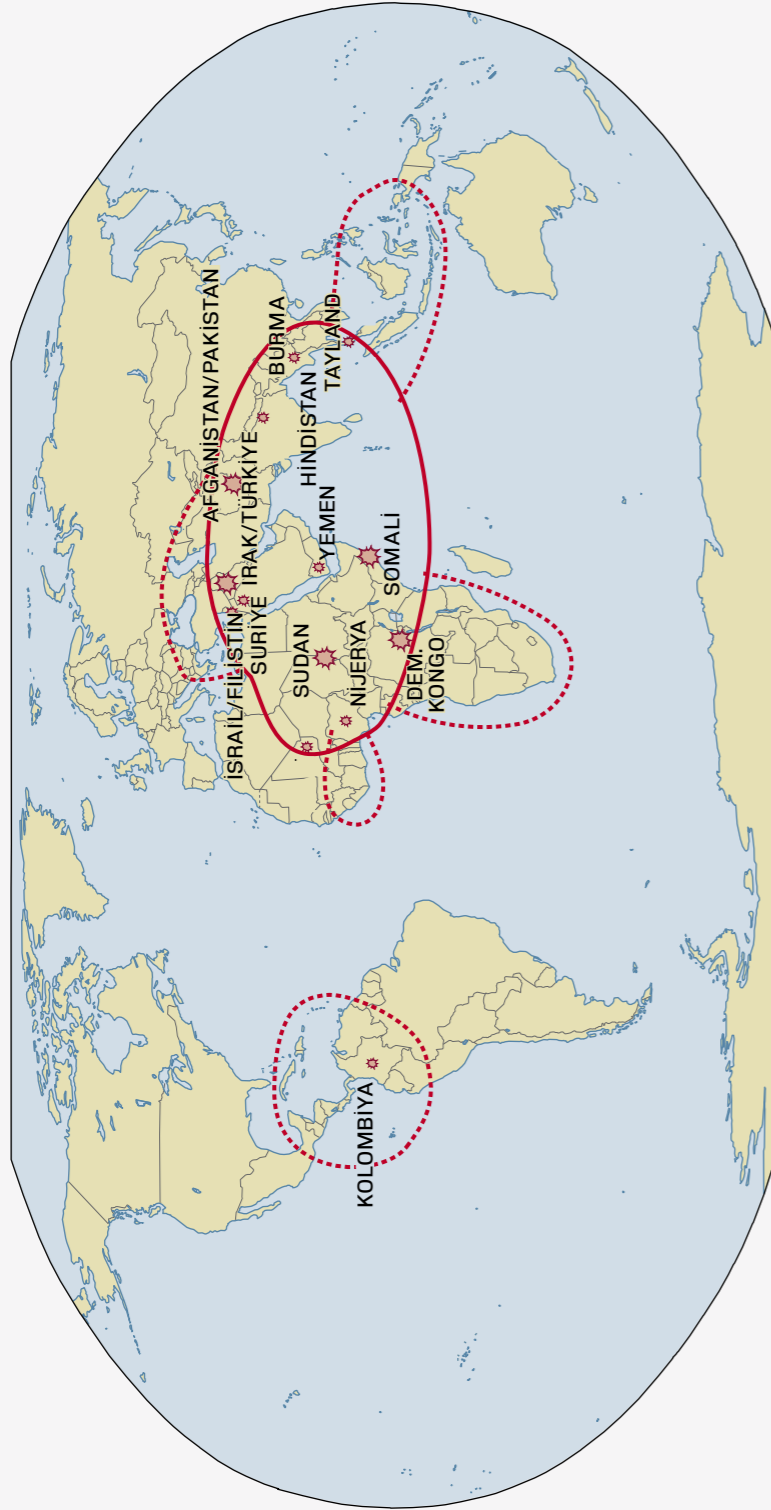 AFGANİSTAN/PAKİSTAN
IRAK/TÜRKİYE
İSRAİL/FİLİSTİN
SURİYE
BURMA
TAYLAND
HİNDİSTAN
YEMEN
SOMALİ
SUDAN
NİJERYA
DEM.
KONGO
KOLOMBİYA